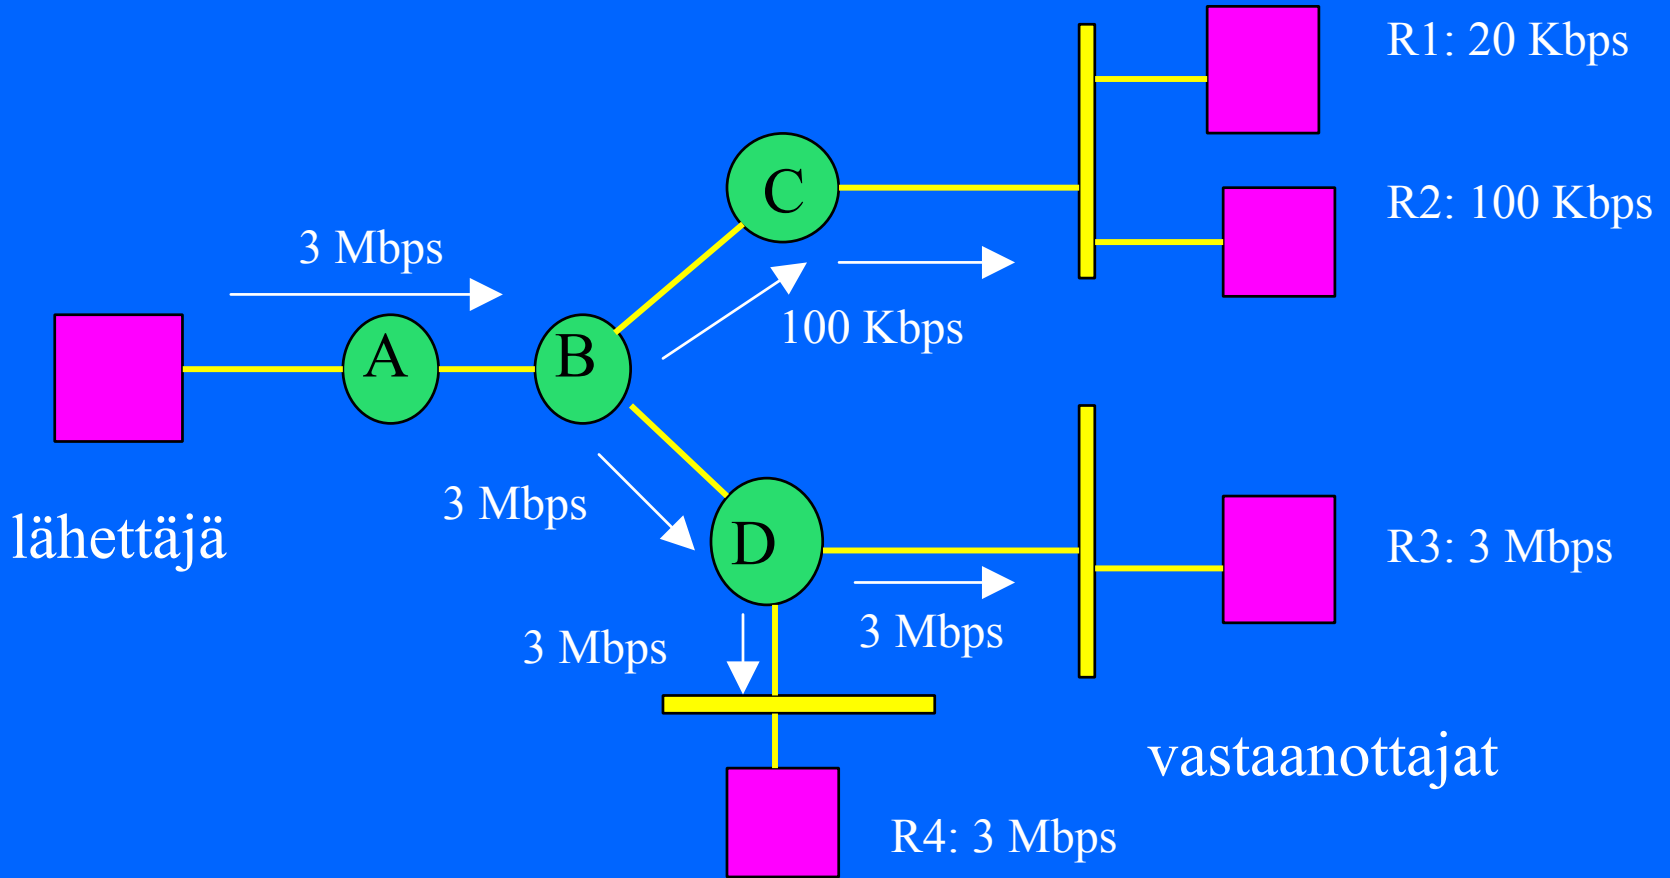 R1: 20 Kbps
C
R2: 100 Kbps
3 Mbps
100 Kbps
A
B
3 Mbps
lähettäjä
D
R3: 3 Mbps
3 Mbps
3 Mbps
vastaanottajat
R4: 3 Mbps